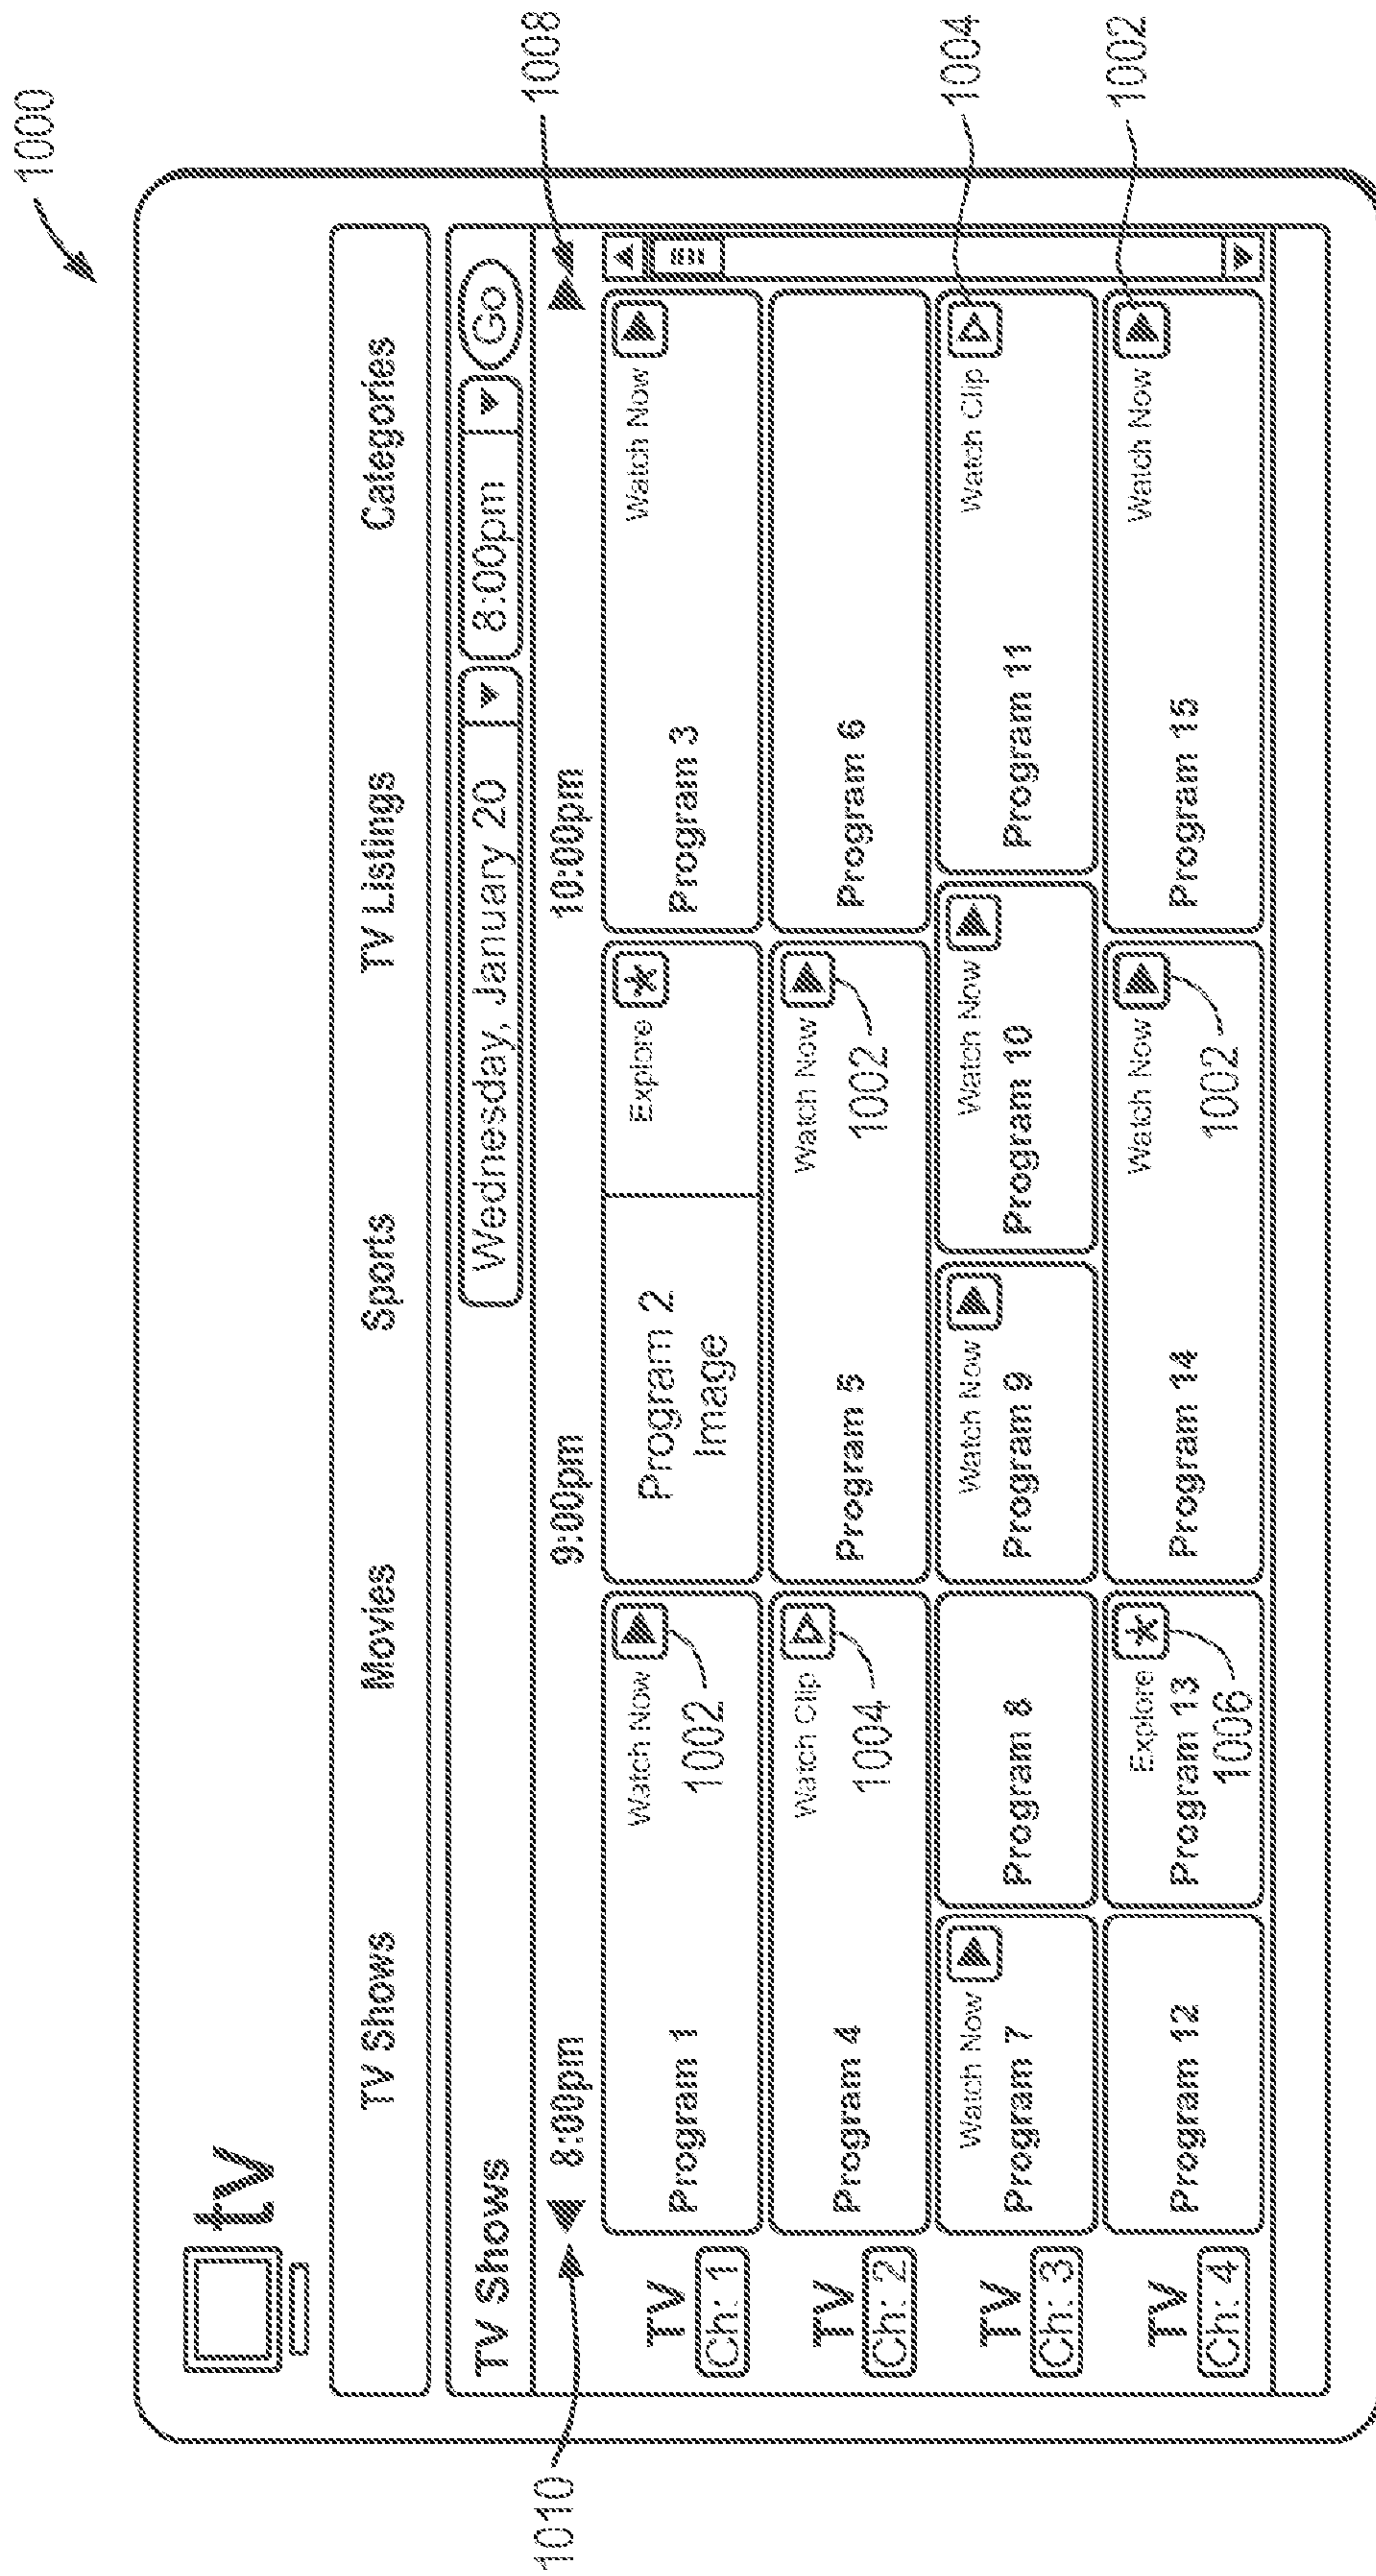 1000
tv
TV Shows Movies Sports TV Listings Categories
TV Shows Wednesday, January 20 8:00pm Go
1010 8:00pm 9:00pm 10:00pm 1008
TV
Ch: 1
Program 1
Watch Now
1002
Program 2
Image
Explore
Program 3
Watch Now
TV
Ch: 2
Program 4
Watch Clip
1004
Program 5
Watch Now
1002
Program 6
TV
Ch: 3
Watch Now
Program 7
Program 8
Watch Now
Program 9
Watch Now
Program 10
Watch Clip
Program 11
1004
TV
Ch: 4
Program 12
Explore
Program 13
1006
Program 14
Watch Now
1002
Program 15
Watch Now
1002